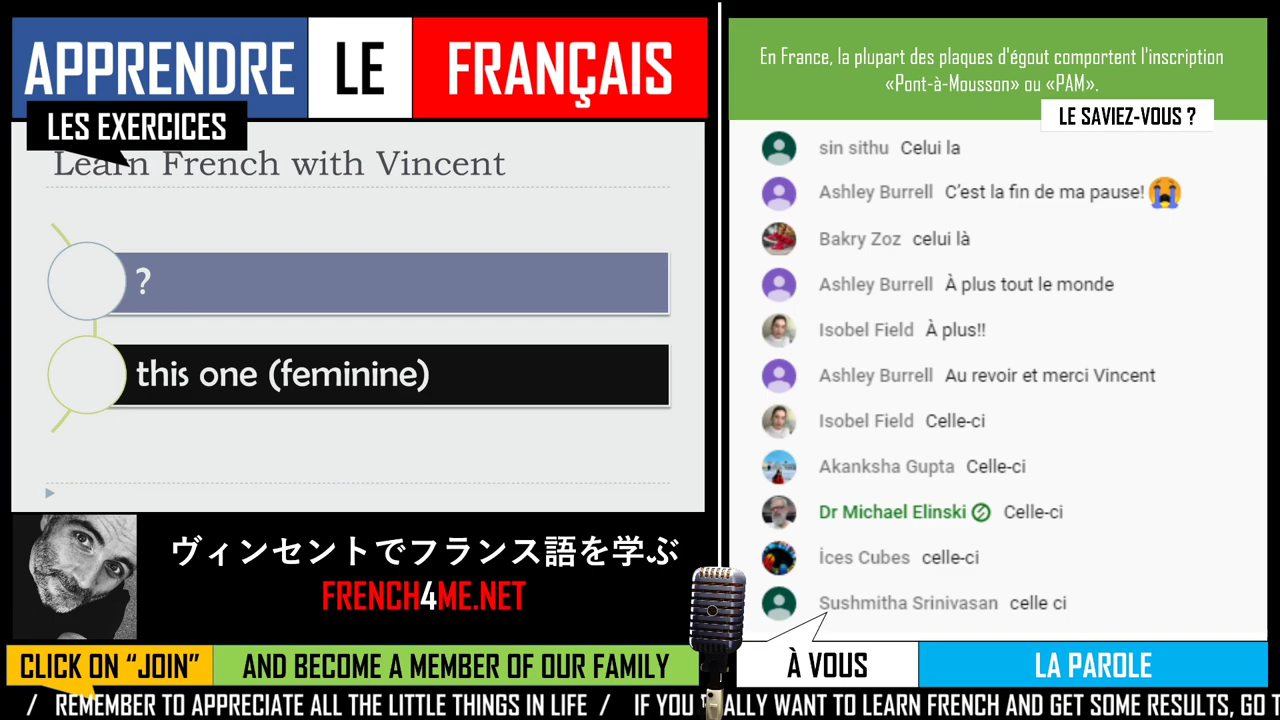 APPRENDRE LE FRANÇAIS
LES EXERCICES
Learn French with Vincent
?
this one (feminine)
ヴィンセントでフランス語を学ぶ
FRENCH4ME.NET
CLICK ON “JOIN” AND BECOME A MEMBER OF OUR FAMILY
En France, la plupart des plaques d'égout comportent l'inscription
«Pont-à-Mousson» ou «PAM».
LE SAVIEZ-VOUS ?
sin sithu Celui la
Ashley Burrell C'est la fin de ma pause!
Bakry Zoz celui là
Ashley Burrell À plus tout le monde
Isobel Field À plus!!
Ashley Burrell Au revoir et merci Vincent
Isobel Field Celle-ci
Akanksha Gupta Celle-ci
Dr Michael Elinski Celle-ci
İces Cubes celle-ci
Sushmitha Srinivasan celle ci
À VOUS LA PAROLE
/ REMEMBER TO APPRECIATE ALL THE LITTLE THINGS IN LIFE / IF YOU ALLY WANT TO LEARN FRENCH AND GET SOME RESULTS, GO